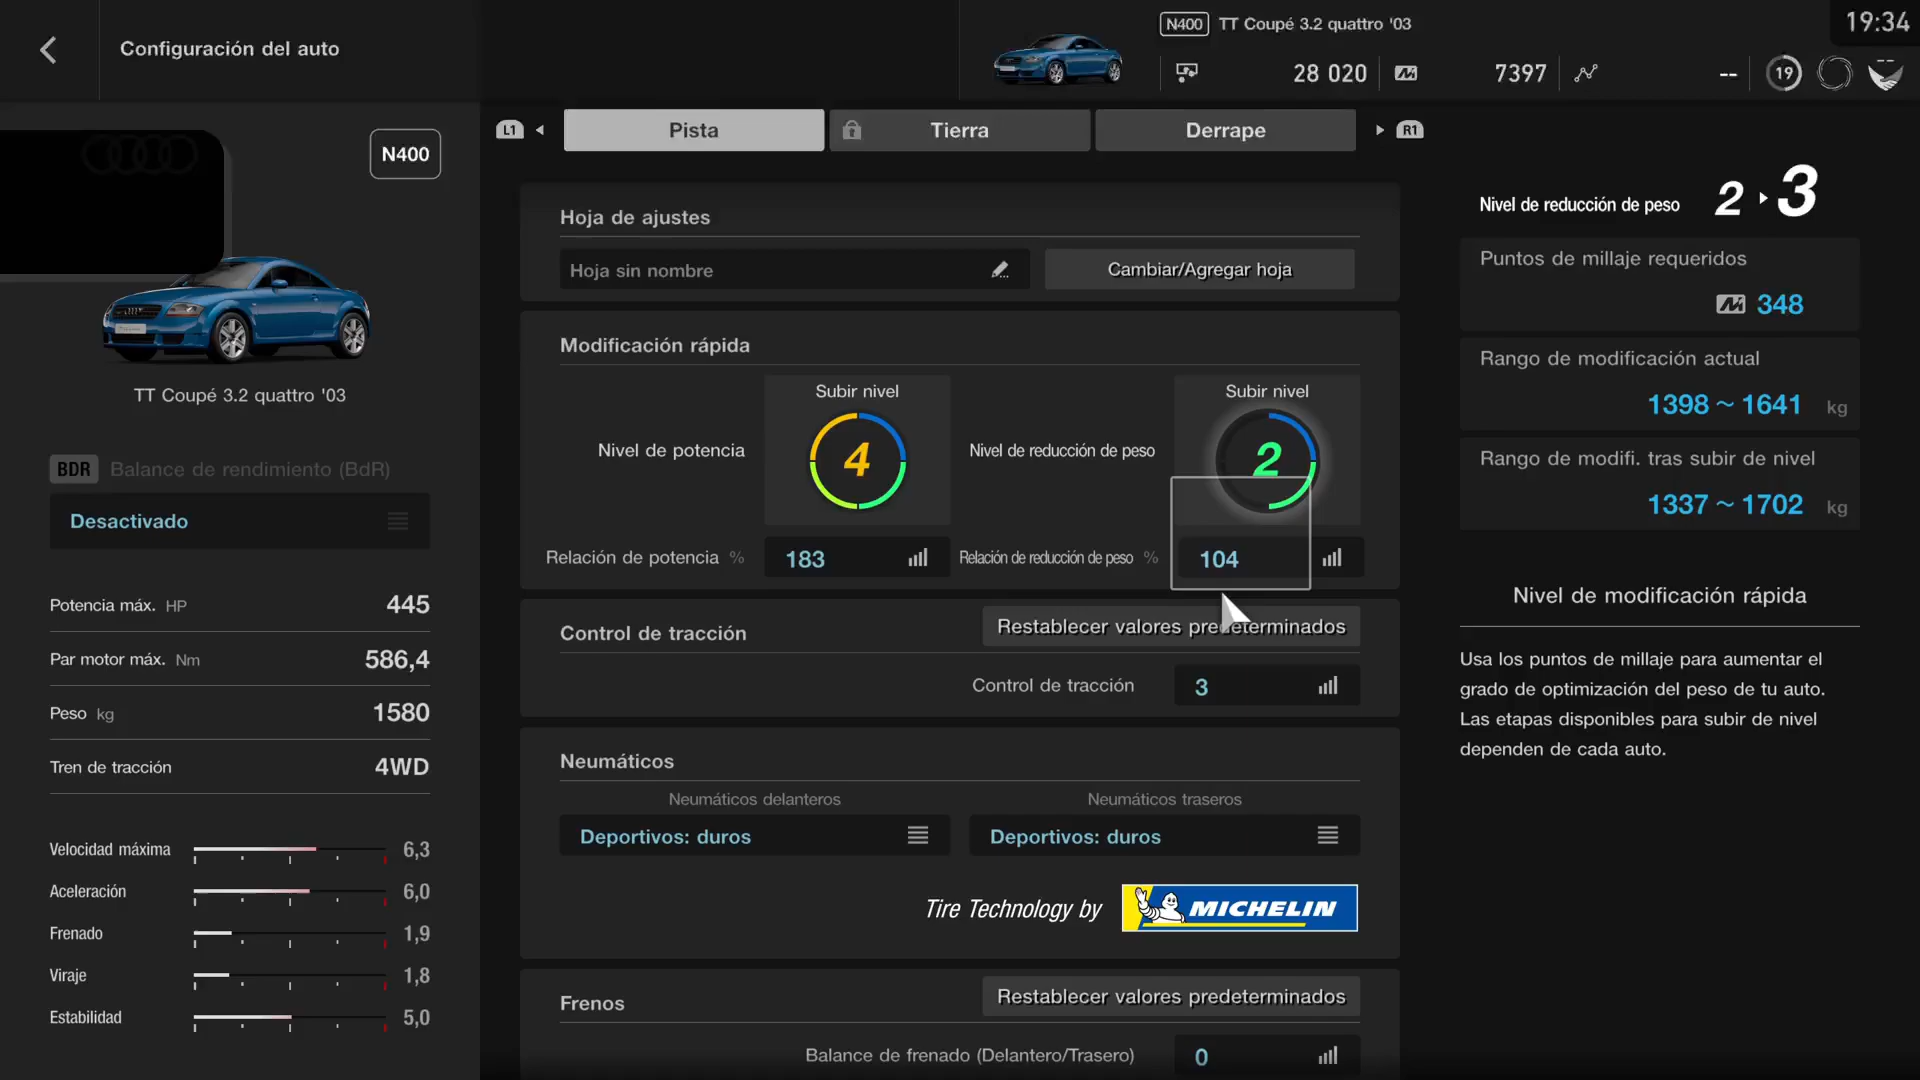 Configuración del auto
N400 TT Coupé 3.2 quattro '03
19:34
28 020
7397
--
19
--
N400
TT Coupé 3.2 quattro '03
BDR Balance de rendimiento (BdR)
Desactivado
Potencia máx. HP 445
Par motor máx. Nm 586,4
Peso kg 1580
Tren de tracción 4WD
Velocidad máxima 6,3
Aceleración 6,0
Frenado 1,9
Viraje 1,8
Estabilidad 5,0
L1 Pista Tierra Derrape R1
Hoja de ajustes
Hoja sin nombre
Cambiar/Agregar hoja
Modificación rápida
Subir nivel
Subir nivel
Nivel de potencia 4
Nivel de reducción de peso 2
Relación de potencia % 183
Relación de reducción de peso % 104
Control de tracción
Restablecer valores predeterminados
Control de tracción 3
Neumáticos
Neumáticos delanteros
Neumáticos traseros
Deportivos: duros
Deportivos: duros
Tire Technology by MICHELIN
Frenos
Restablecer valores predeterminados
Balance de frenado (Delantero/Trasero) 0
Nivel de reducción de peso 2 3
Puntos de millaje requeridos
348
Rango de modificación actual
1398 ~ 1641 kg
Rango de modifi. tras subir de nivel
1337 ~ 1702 kg
Nivel de modificación rápida
Usa los puntos de millaje para aumentar el
grado de optimización del peso de tu auto.
Las etapas disponibles para subir de nivel
dependen de cada auto.